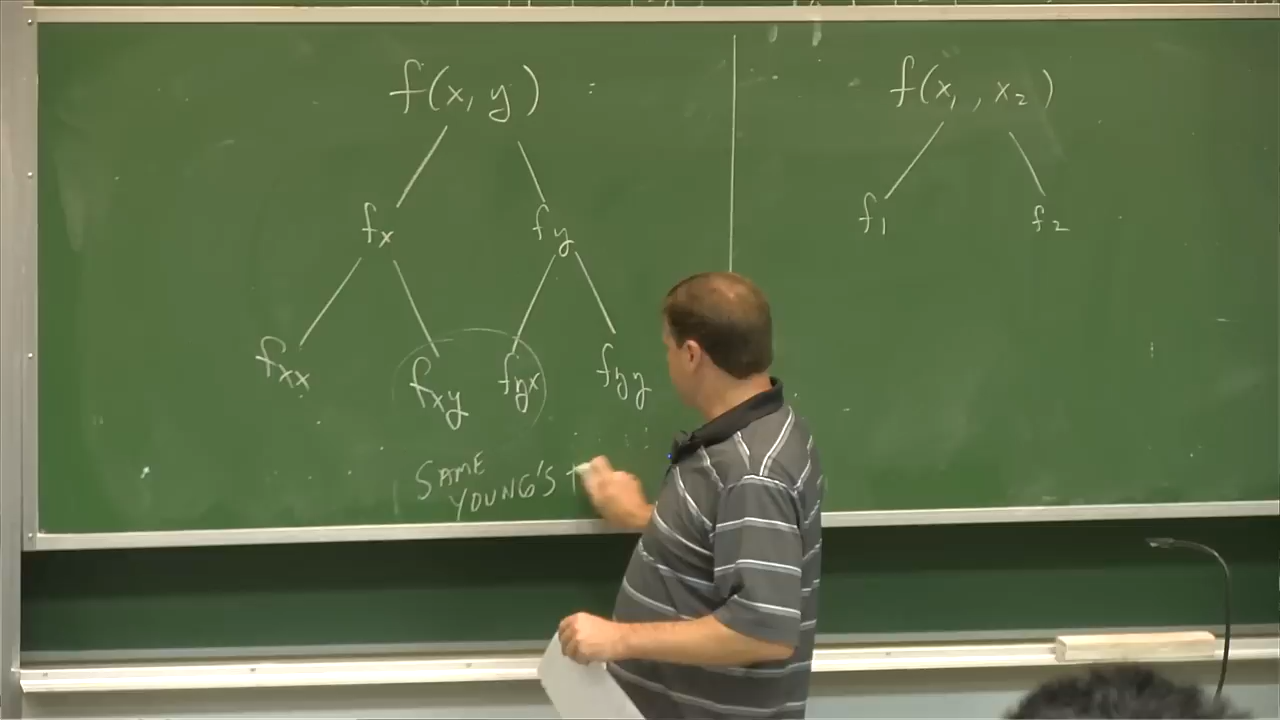 f(x, y)
f(x₁, x₂)
fx fy
f₁ f₂
fxx fxy fyx fyy
SAME
YOUNG'S T